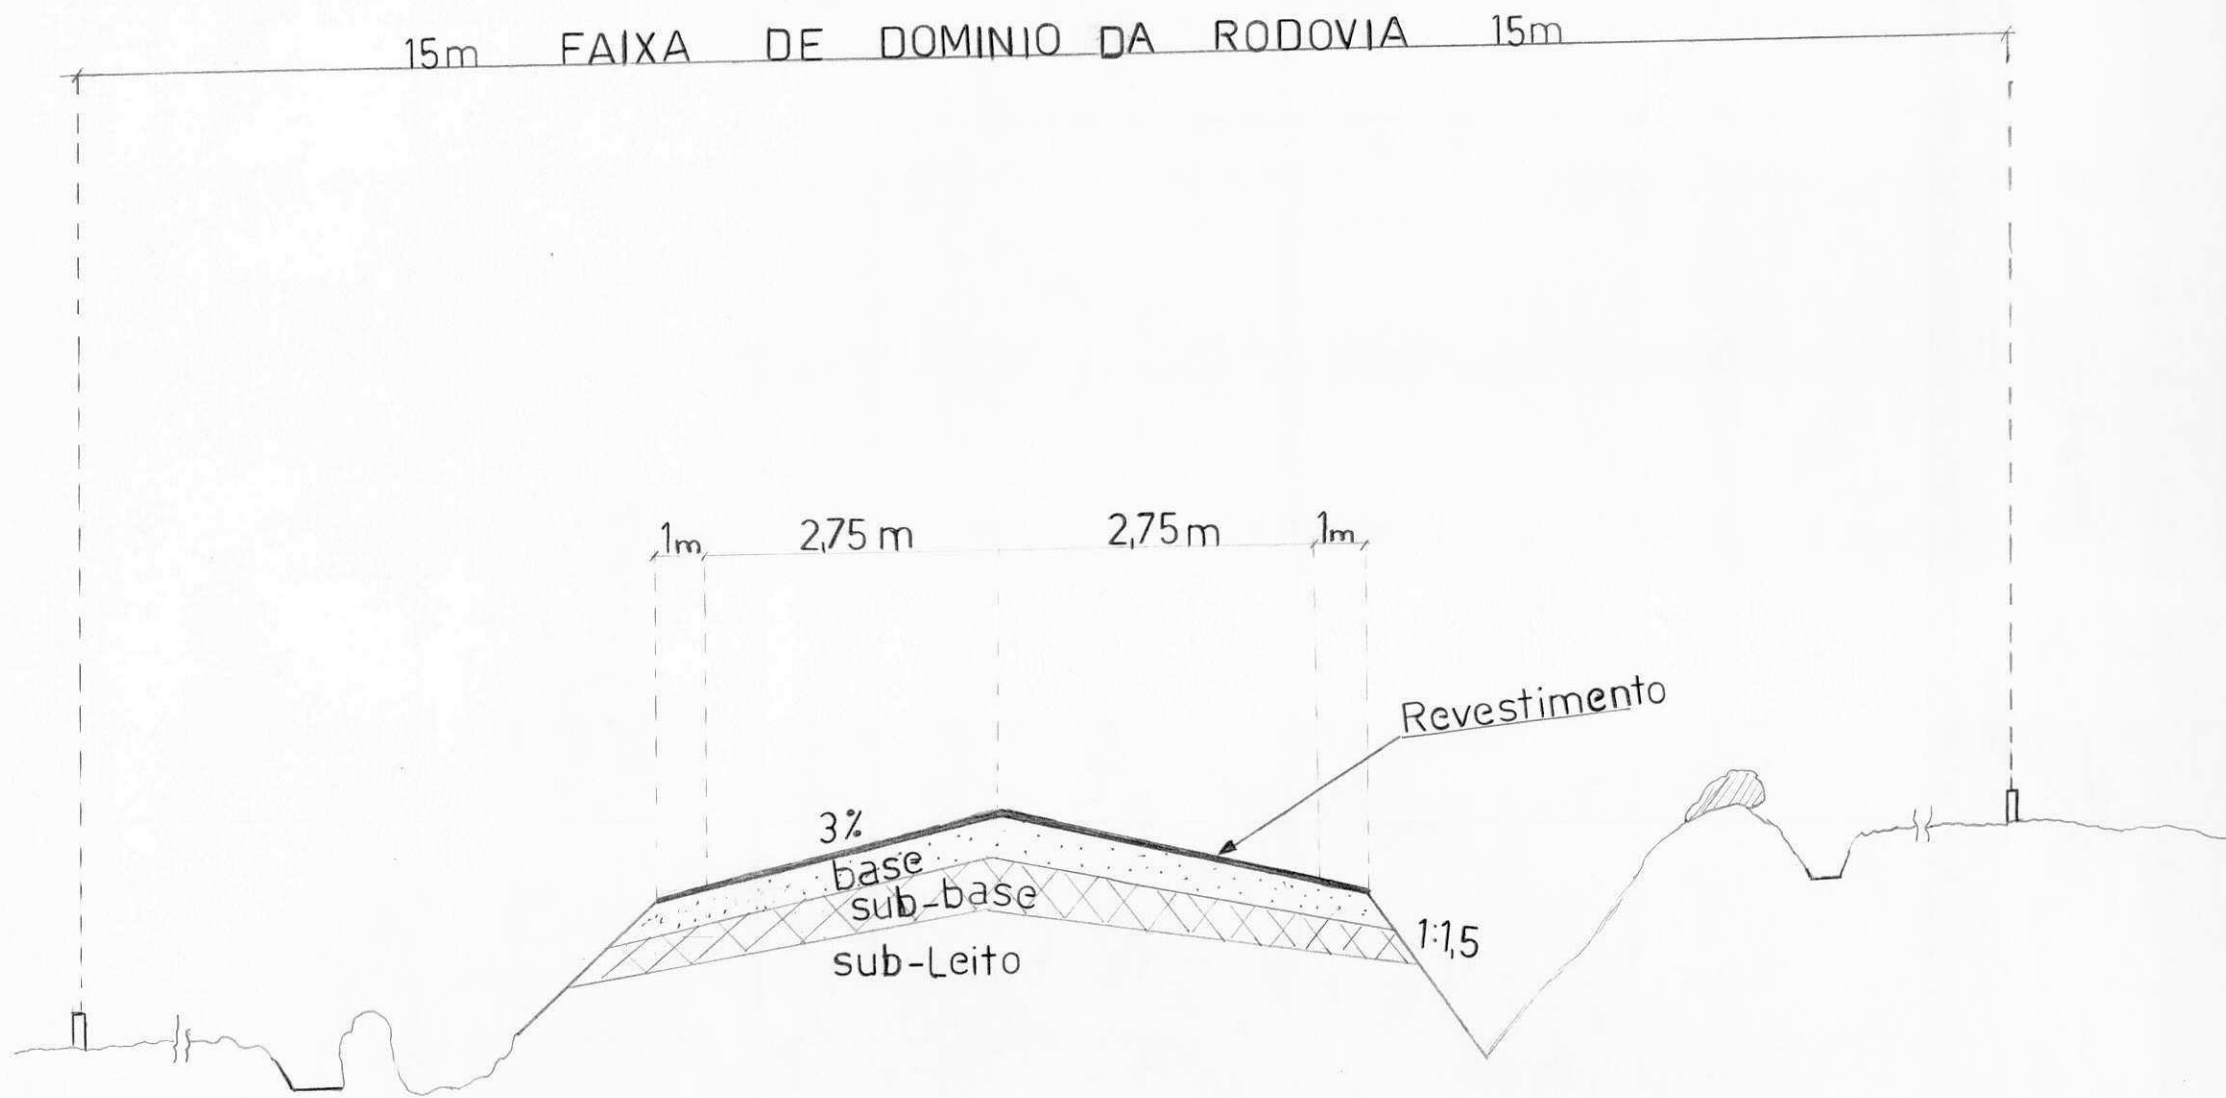 15m FAIXA DE DOMINIO DA RODOVIA 15m
1m 2,75 m 2,75 m 1m
Revestimento
3%
base
sub-base
1:1,5
sub-Leito